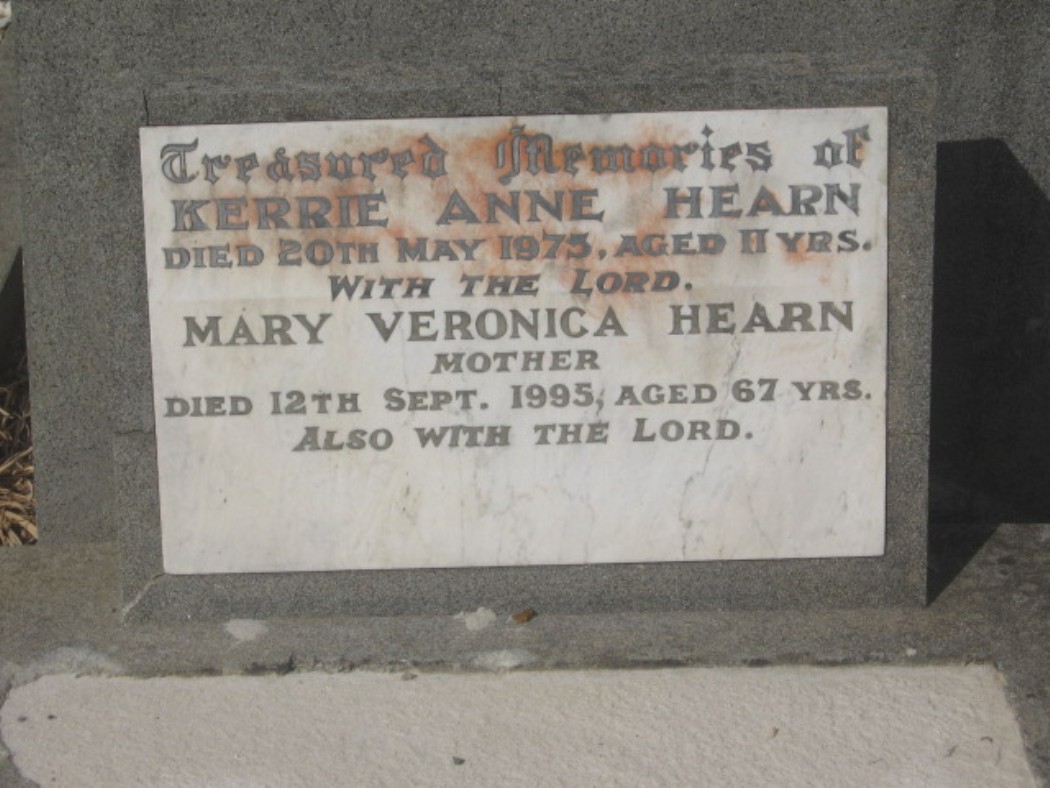 Treasured Memories of
KERRIE ANNE HEARN
DIED 20TH MAY 1975, AGED 11 YRS.
WITH THE LORD.
MARY VERONICA HEARN
MOTHER
DIED 12TH SEPT. 1995, AGED 67 YRS.
ALSO WITH THE LORD.